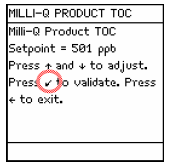 MILLI-Q PRODUCT TOC
Milli-Q Product TOC
Setpoint = 501 ppb
Press ↑ and ↓ to adjust.
Press ✓ to validate. Press
← to exit.